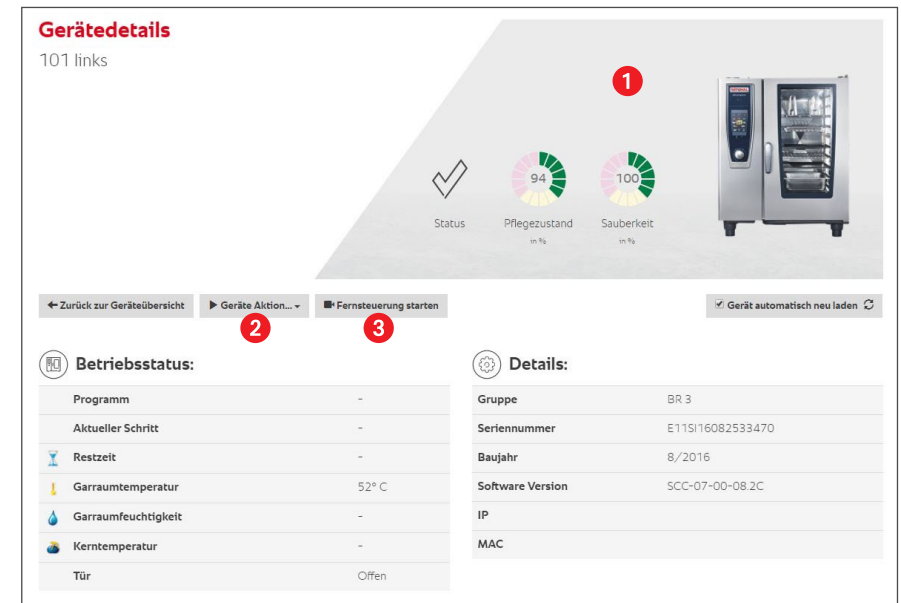 Gerätedetails
101 links
1
94
100
Status
Pflegezustand
Sauberkeit
in %
in %
Zurück zur Geräteübersicht
Geräte Aktion...
Fernsteuerung starten
Gerät automatisch neu laden
2
3
Betriebsstatus:
Programm -
Aktueller Schritt -
Restzeit -
Garraumtemperatur 52° C
Garraumfeuchtigkeit -
Kerntemperatur -
Tür Offen
Details:
Gruppe BR 3
Seriennummer E11SI16082533470
Baujahr 8/2016
Software Version SCC-07-00-08.2C
IP
MAC